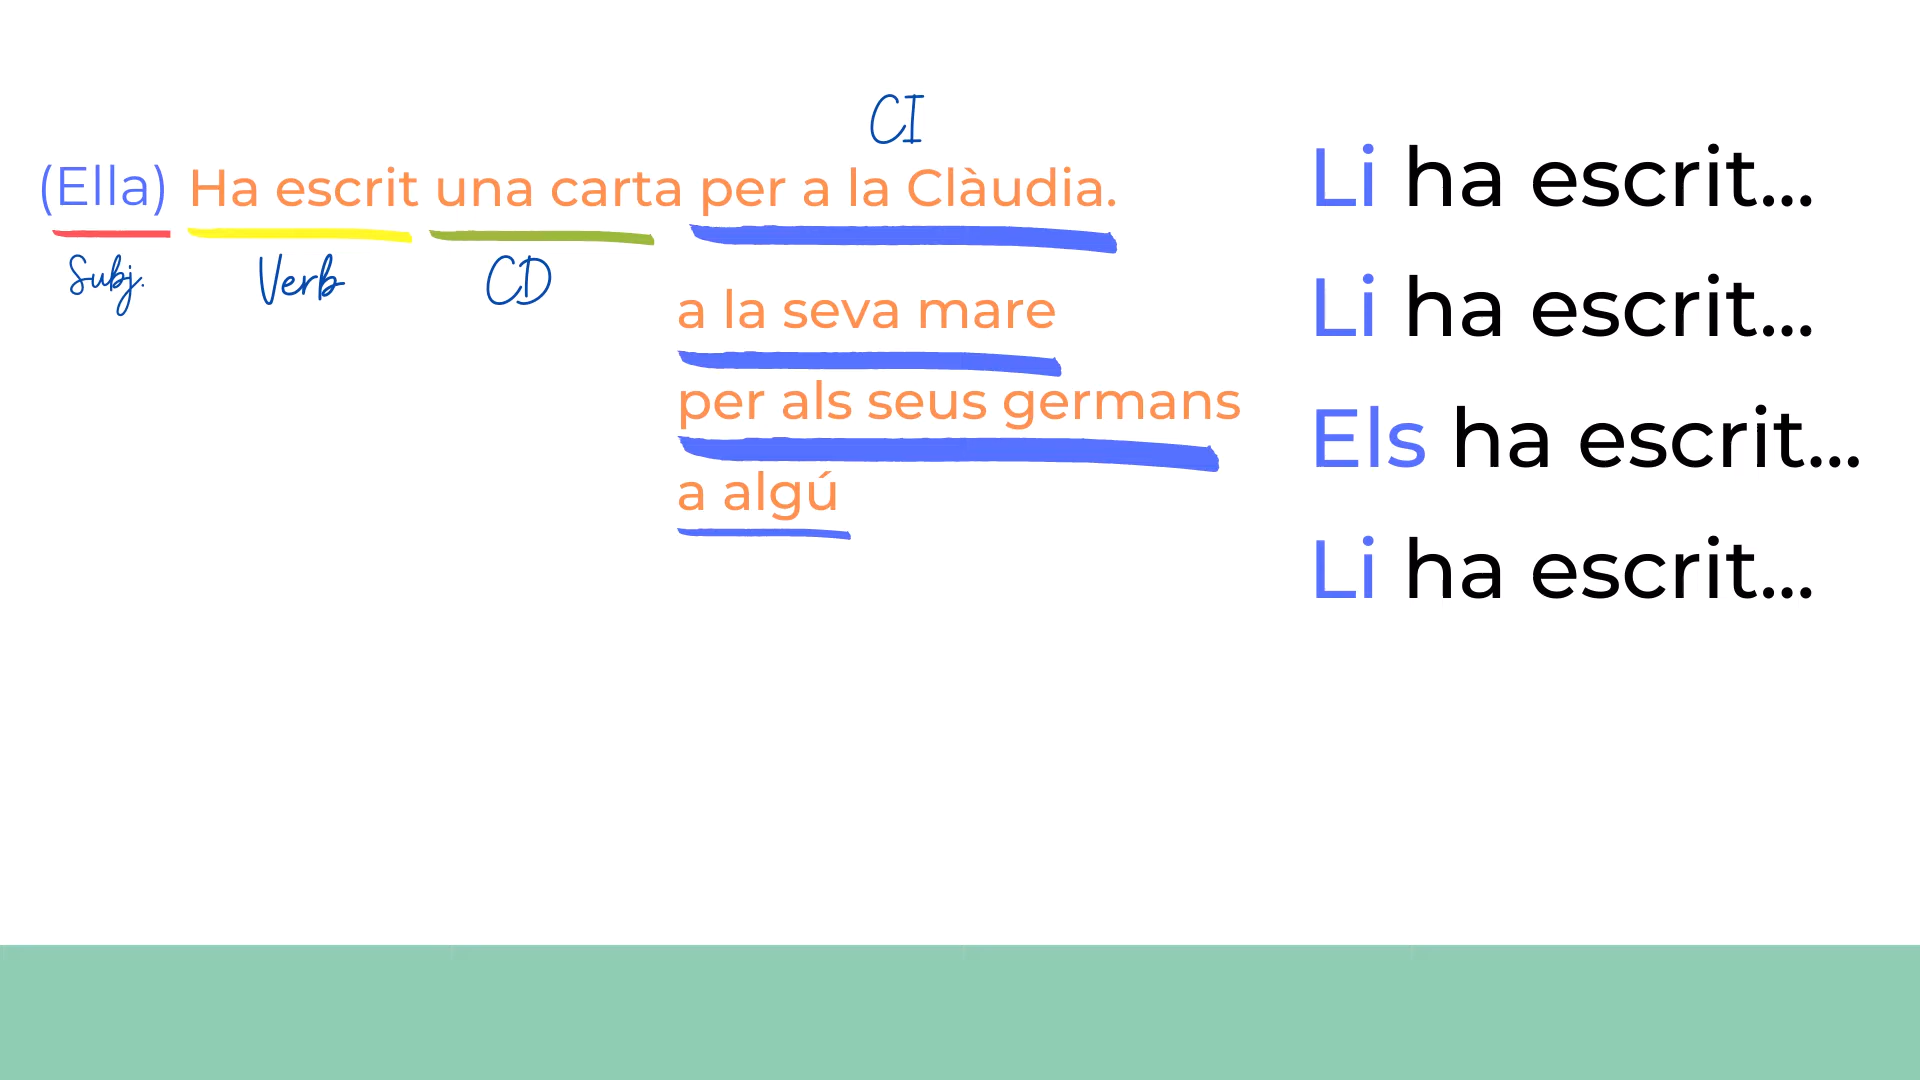 CI
(Ella) Ha escrit una carta per a la Clàudia.
Subj. Verb CD
a la seva mare
per als seus germans
a algú
Li ha escrit...
Li ha escrit...
Els ha escrit...
Li ha escrit...